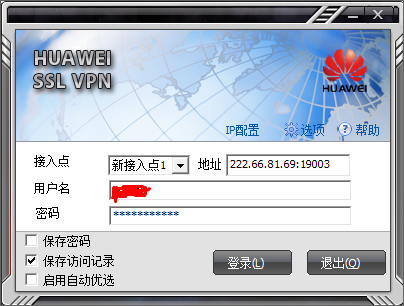 HUAWEI
SSL VPN
HUAWEI
IP配置 选项 帮助
接入点 新接入点1 地址 222.66.81.69:19003
用户名
密码 ***********
保存密码
保存访问记录
启用自动优选
登录(L) 退出(O)